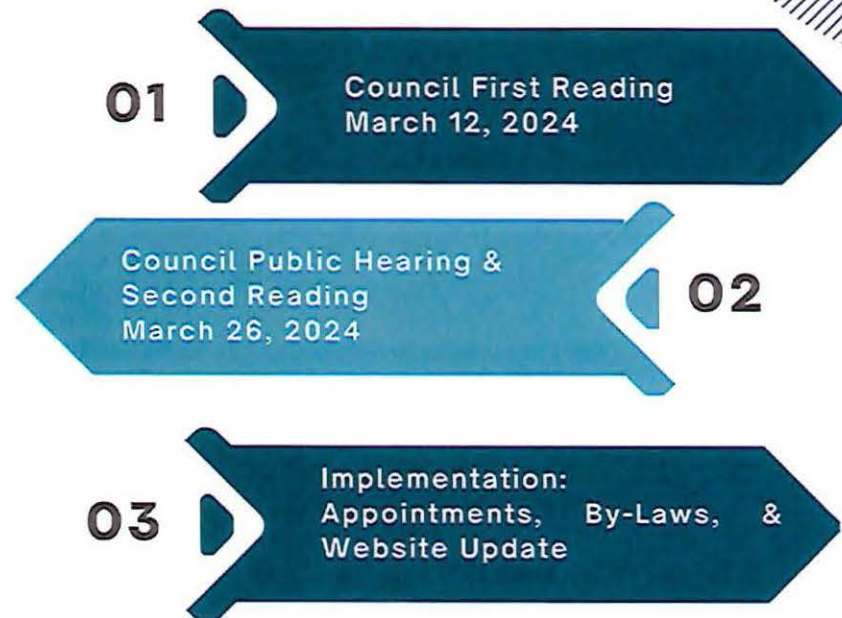 01
Council First Reading
March 12, 2024
Council Public Hearing &
Second Reading
March 26, 2024
02
03
Implementation:
Appointments, By-Laws, &
Website Update